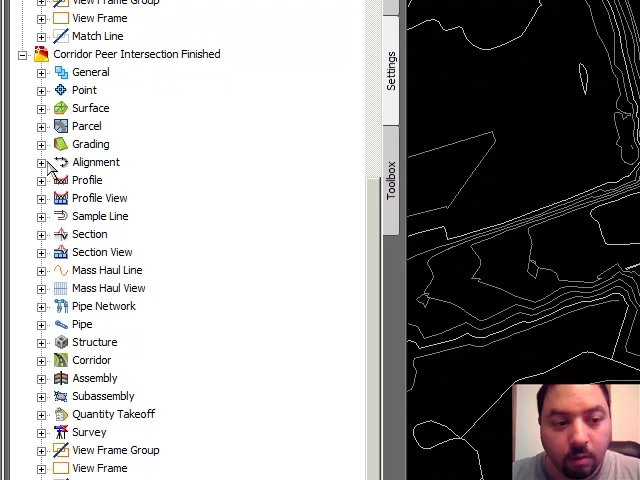 View Frame Group
View Frame
Match Line
Corridor Peer Intersection Finished
General
Point
Surface
Parcel
Grading
Alignment
Profile
Profile View
Sample Line
Section
Section View
Mass Haul Line
Mass Haul View
Pipe Network
Pipe
Structure
Corridor
Assembly
Subassembly
Quantity Takeoff
Survey
View Frame Group
View Frame
Settings
Toolbox